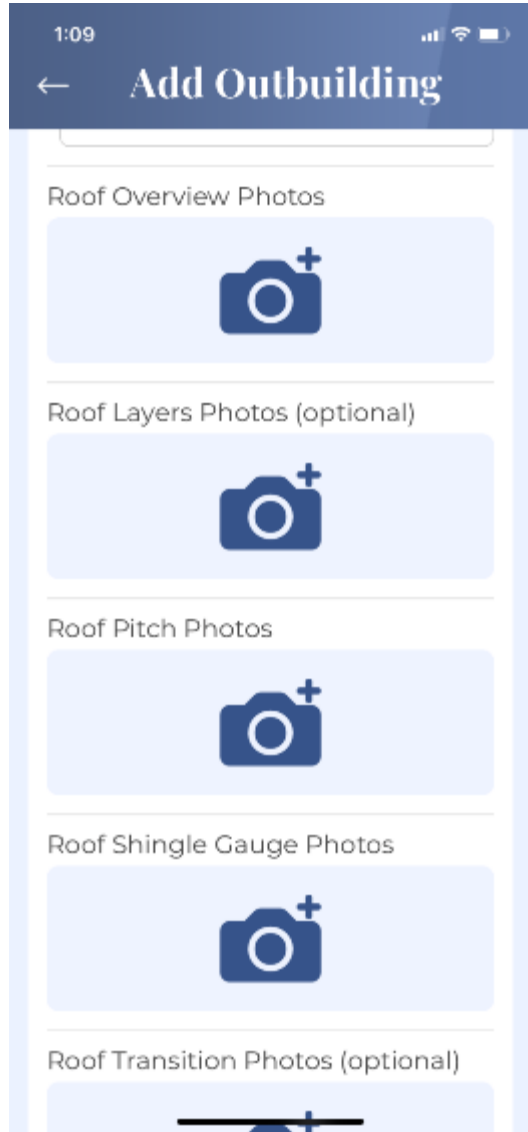 1:09
Add Outbuilding
Roof Overview Photos
Roof Layers Photos (optional)
Roof Pitch Photos
Roof Shingle Gauge Photos
Roof Transition Photos (optional)